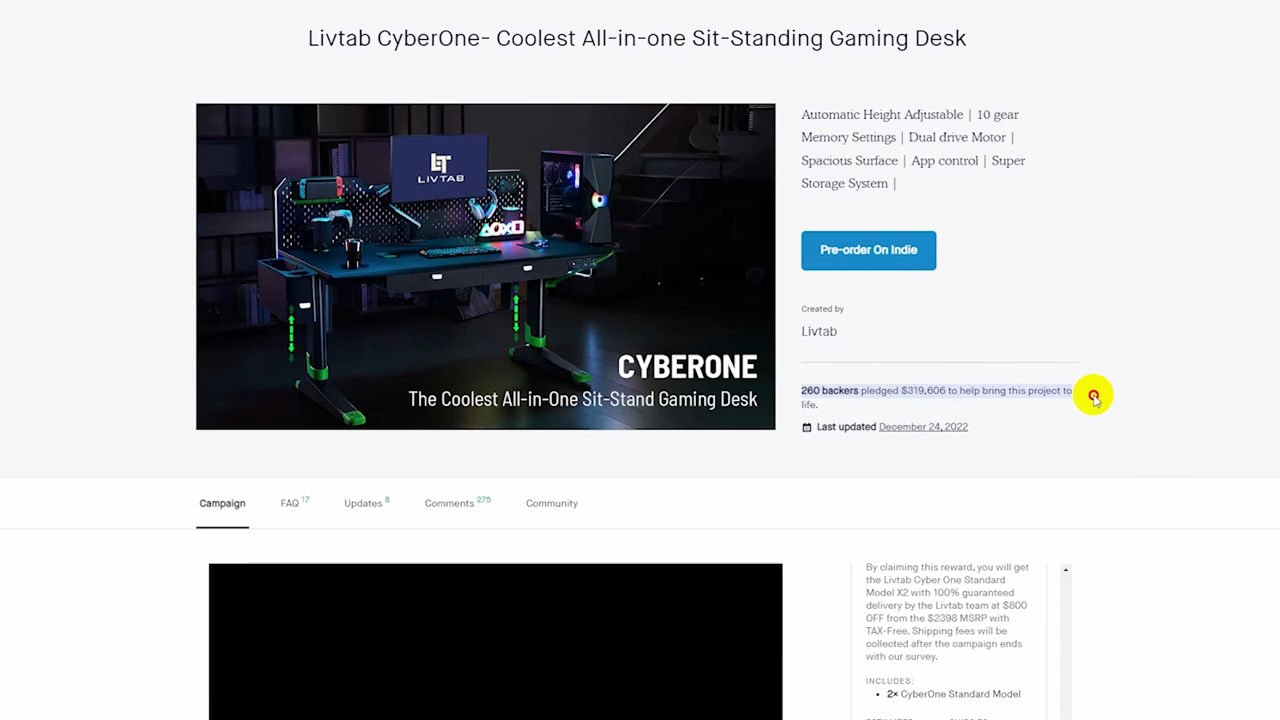 Livtab CyberOne- Coolest All-in-one Sit-Standing Gaming Desk
LT
LIVTAB
CYBERONE
The Coolest All-in-One Sit-Stand Gaming Desk
Automatic Height Adjustable | 10 gear
Memory Settings | Dual drive Motor |
Spacious Surface | App control | Super
Storage System |
Pre-order On Indie
Created by
Livtab
260 backers pledged $319,606 to help bring this project to
life.
Last updated December 24, 2022
Campaign FAQ 17 Updates 8 Comments 275 Community
By claiming this reward, you will get
the Livtab Cyber One Standard
Model X2 with 100% guaranteed
delivery by the Livtab team at $800
OFF from the $2398 MSRP with
TAX-Free. Shipping fees will be
collected after the campaign ends
with our survey.
INCLUDES:
2× CyberOne Standard Model